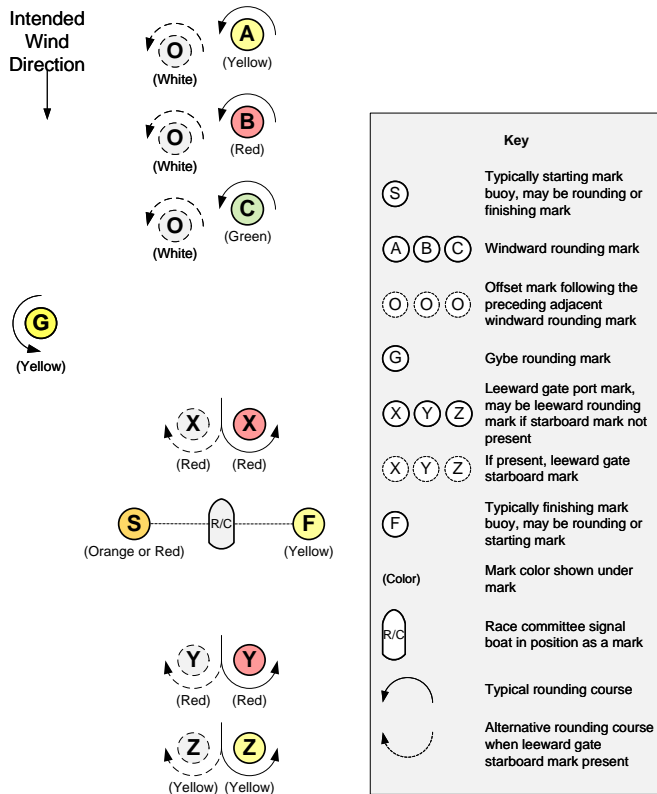 Intended
Wind
Direction
O
A
(White)
(Yellow)
O
B
(White)
(Red)
O
C
(White)
(Green)
G
(Yellow)
X
X
(Red)
(Red)
S
R/C
F
(Orange or Red)
(Yellow)
Y
Y
(Red)
(Red)
Z
Z
(Yellow)
(Yellow)
Key
S
Typically starting mark
buoy, may be rounding or
finishing mark
A B C
Windward rounding mark
O O O
Offset mark following the
preceding adjacent
windward rounding mark
G
Gybe rounding mark
X Y Z
Leeward gate port mark,
may be leeward rounding
mark if starboard mark not
present
X Y Z
If present, leeward gate
starboard mark
F
Typically finishing mark
buoy, may be rounding or
starting mark
(Color)
Mark color shown under
mark
R/C
Race committee signal
boat in position as a mark
Typical rounding course
Alternative rounding course
when leeward gate
starboard mark present